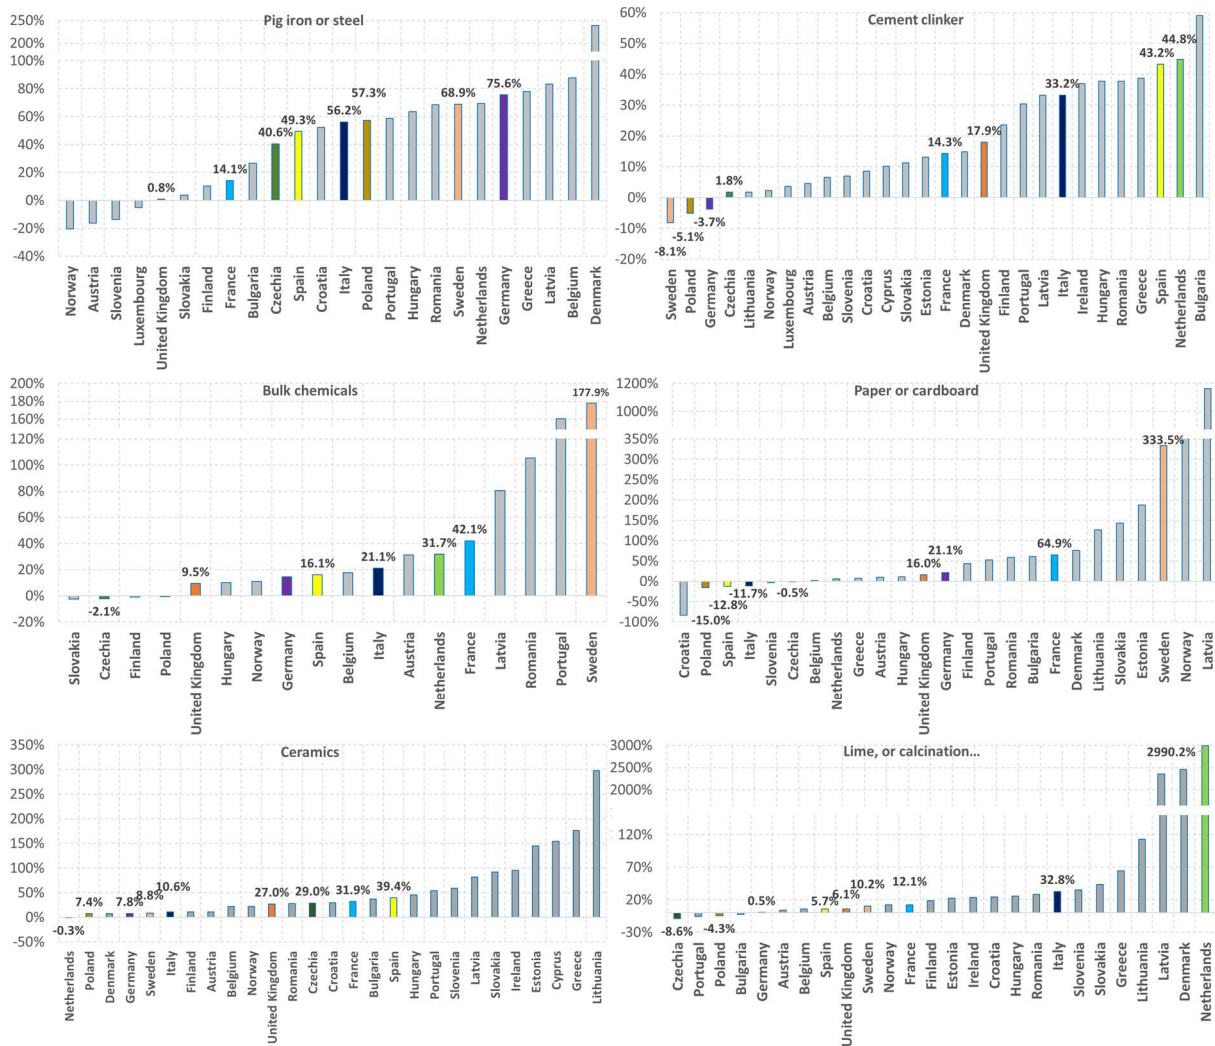 Pig iron or steel
250%
200%
100%
80%
60%
40%
20%
0%
-20%
-40%
0.8%
14.1%
40.6%
49.3%
56.2%
57.3%
68.9%
75.6%
Norway
Austria
Slovenia
Luxembourg
United Kingdom
Slovakia
Finland
France
Bulgaria
Czechia
Spain
Croatia
Italy
Poland
Portugal
Hungary
Romania
Sweden
Netherlands
Germany
Greece
Latvia
Belgium
Denmark
Cement clinker
60%
50%
40%
30%
20%
10%
0%
-10%
-20%
-8.1%
-5.1%
-3.7%
1.8%
14.3%
17.9%
33.2%
43.2%
44.8%
Sweden
Poland
Germany
Czechia
Lithuania
Norway
Luxembourg
Austria
Belgium
Slovenia
Croatia
Cyprus
Slovakia
Estonia
France
Denmark
United Kingdom
Finland
Portugal
Latvia
Italy
Ireland
Hungary
Romania
Greece
Spain
Netherlands
Bulgaria
Bulk chemicals
200%
180%
160%
120%
100%
80%
60%
40%
20%
0%
-20%
-2.1%
9.5%
16.1%
21.1%
31.7%
42.1%
177.9%
Slovakia
Czechia
Finland
Poland
United Kingdom
Hungary
Norway
Germany
Spain
Belgium
Italy
Austria
Netherlands
France
Latvia
Romania
Portugal
Sweden
Paper or cardboard
1200%
1000%
350%
300%
250%
200%
150%
100%
50%
0%
-50%
-100%
-15.0%
-12.8%
-11.7%
-0.5%
16.0%
21.1%
64.9%
333.5%
Croatia
Poland
Spain
Italy
Slovenia
Czechia
Belgium
Netherlands
Greece
Austria
Hungary
United Kingdom
Germany
Finland
Portugal
Romania
Bulgaria
France
Denmark
Lithuania
Slovakia
Estonia
Sweden
Norway
Latvia
Ceramics
350%
300%
250%
200%
150%
100%
50%
0%
-50%
-0.3%
7.4%
7.8%
8.8%
10.6%
27.0%
29.0%
31.9%
39.4%
Netherlands
Poland
Denmark
Germany
Sweden
Italy
Finland
Austria
Belgium
Norway
United Kingdom
Romania
Czechia
Croatia
France
Bulgaria
Spain
Hungary
Portugal
Slovenia
Latvia
Slovakia
Ireland
Estonia
Cyprus
Greece
Lithuania
Lime, or calcination…
3000%
2500%
2000%
120%
70%
20%
-30%
-8.6%
-4.3%
0.5%
5.7%
6.1%
10.2%
12.1%
32.8%
2990.2%
Czechia
Portugal
Poland
Bulgaria
Germany
Austria
Belgium
Spain
United Kingdom
Sweden
Norway
France
Finland
Estonia
Ireland
Croatia
Hungary
Romania
Italy
Slovenia
Slovakia
Greece
Lithuania
Latvia
Denmark
Netherlands